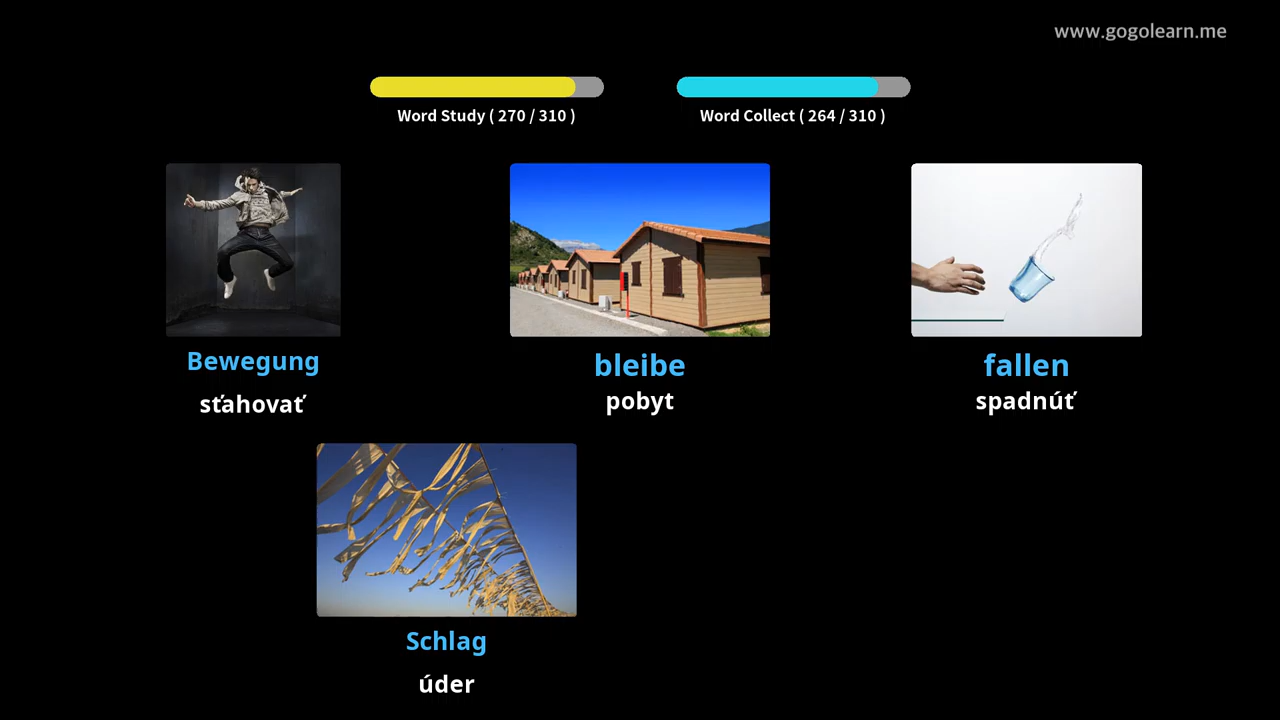 www.gogolearn.me
Word Study ( 270 / 310 )
Word Collect ( 264 / 310 )
Bewegung
sťahovať
bleibe
pobyt
fallen
spadnúť
Schlag
úder